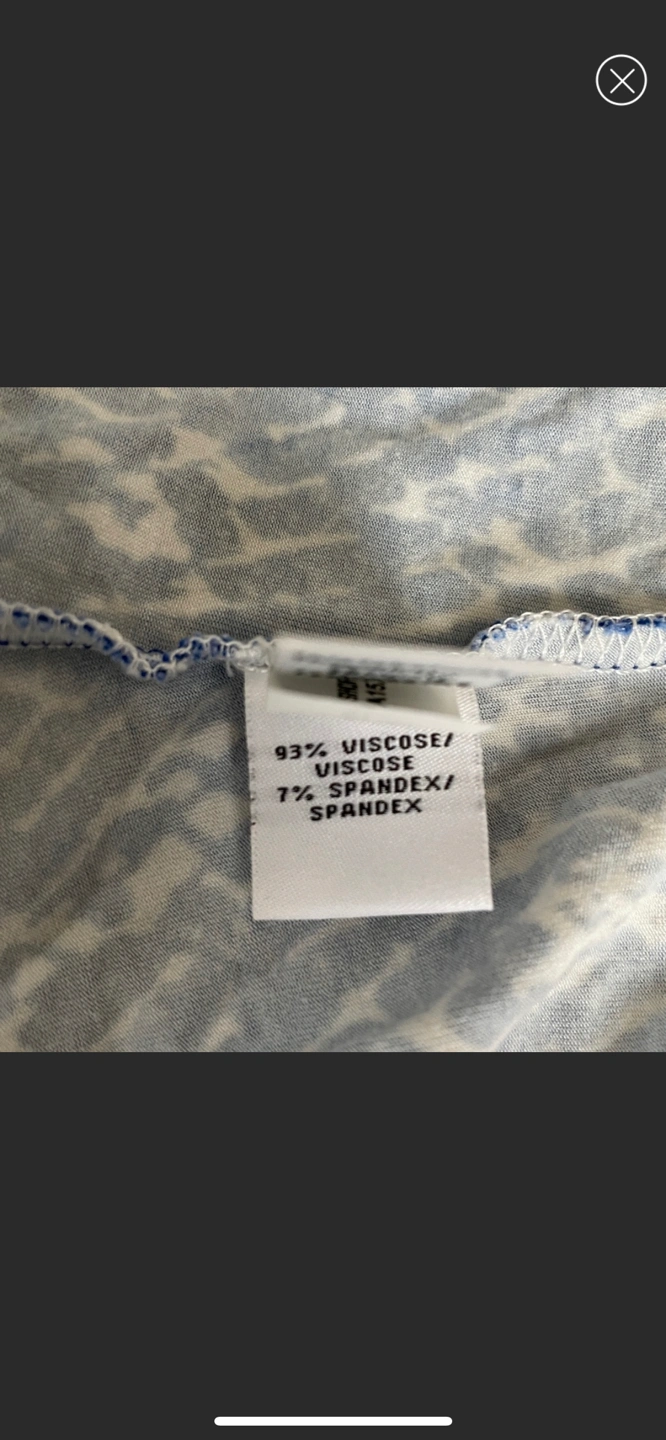 93% VISCOSE/
VISCOSE
7% SPANDEX/
SPANDEX